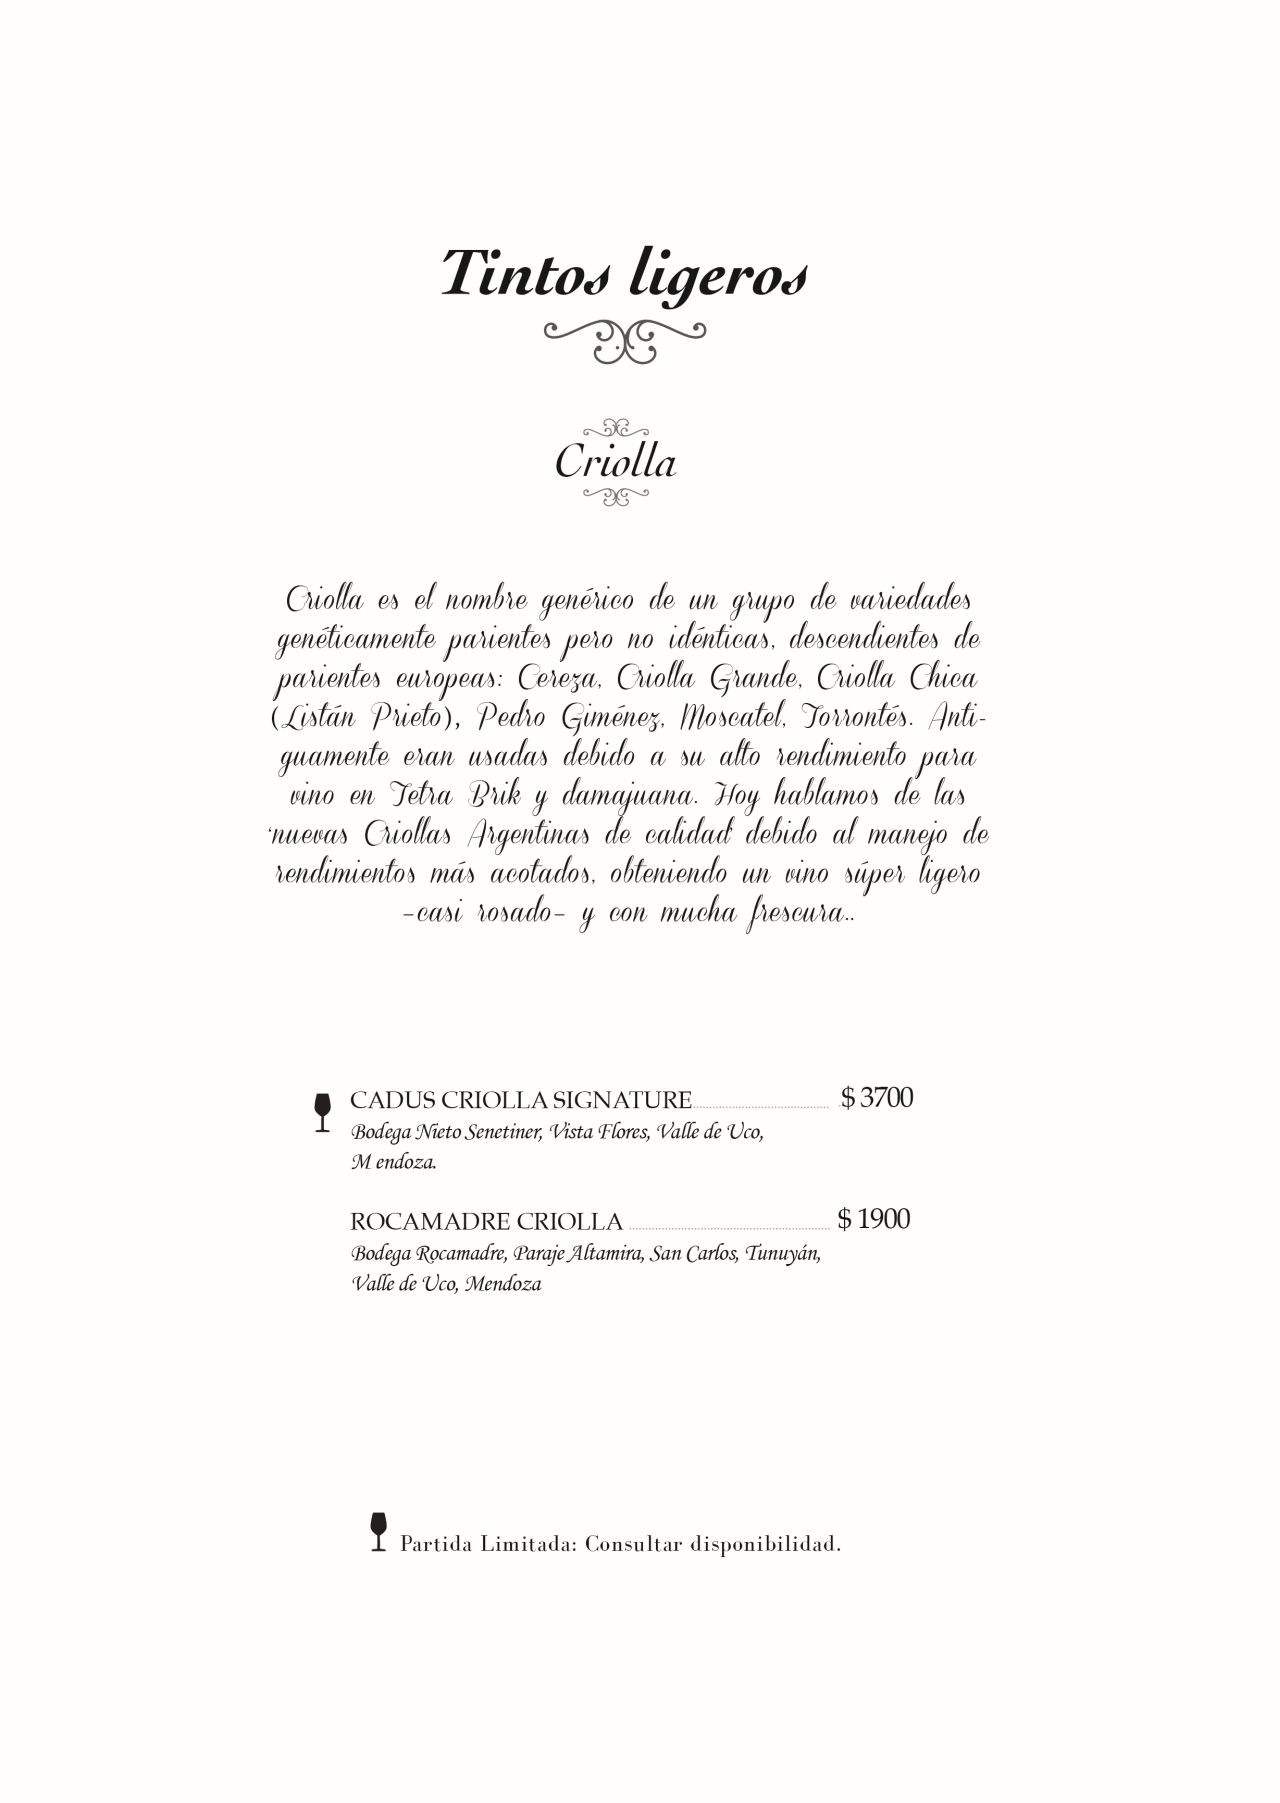 Tintos ligeros
Criolla
Criolla es el nombre genérico de un grupo de variedades
genéticamente parientes pero no idénticas, descendientes de
parientes europeas: Cereza, Criolla Grande, Criolla Chica
(Listán Prieto), Pedro Giménez, Moscatel, Torrontés. Anti-
guamente eran usadas debido a su alto rendimiento para
vino en Tetra Brik y damajuana. Hoy hablamos de las
'nuevas Criollas Argentinas de calidad' debido al manejo de
rendimientos más acotados, obteniendo un vino súper ligero
-casi rosado- y con mucha frescura..
CADUS CRIOLLA SIGNATURE $ 3700
Bodega Nieto Senetiner, Vista Flores, Valle de Uco,
M endoza.
ROCAMADRE CRIOLLA $ 1900
Bodega Rocamadre, Paraje Altamira, San Carlos, Tunuyán,
Valle de Uco, Mendoza
Partida Limitada: Consultar disponibilidad.